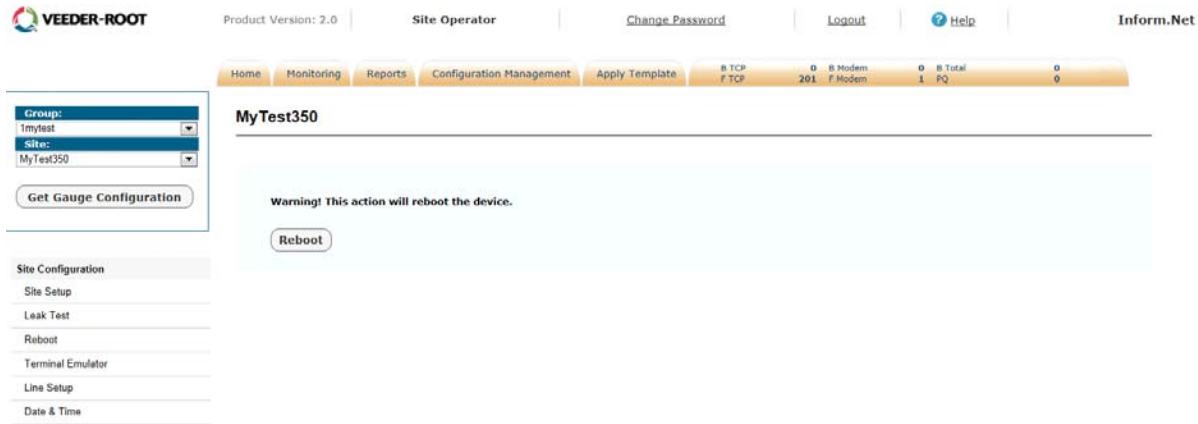 VEEDER-ROOT
Product Version: 2.0
Site Operator
Change Password
Logout
? Help
Inform.Net
Home
Monitoring
Reports
Configuration Management
Apply Template
B TCP 0 B Modem 0 B Total 0
F TCP 201 F Modem 1 PQ 0
Group:
1mytest
Site:
MyTest350
Get Gauge Configuration
MyTest350
Warning! This action will reboot the device.
Reboot
Site Configuration
Site Setup
Leak Test
Reboot
Terminal Emulator
Line Setup
Date & Time